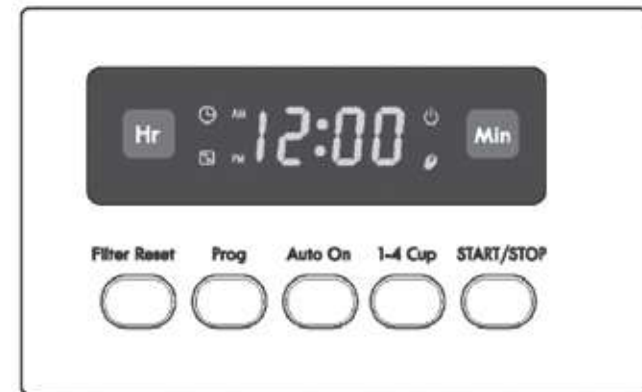 Hr AM 12:00 Min
PM
Filter Reset Prog Auto On 1-4 Cup START/STOP